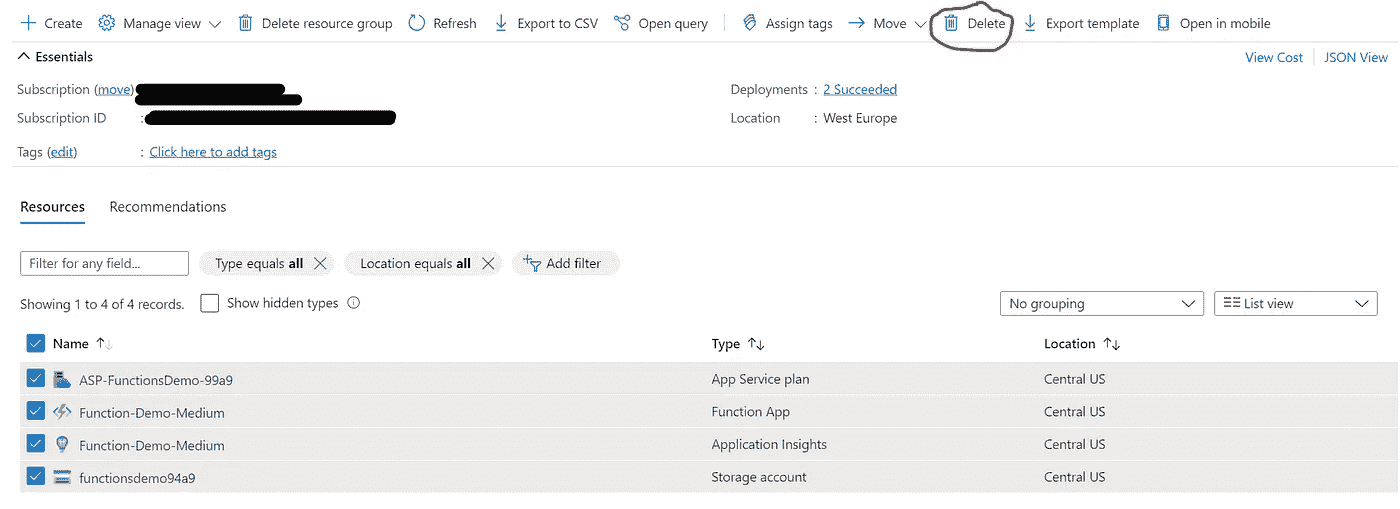 Create Manage view Delete resource group Refresh Export to CSV Open query Assign tags Move Delete Export template Open in mobile
Essentials View Cost JSON View
Subscription (move) Deployments : 2 Succeeded
Subscription ID : Location : West Europe
Tags (edit) : Click here to add tags
Resources Recommendations
Filter for any field... Type equals all Location equals all Add filter
Showing 1 to 4 of 4 records. Show hidden types No grouping List view
Name Type Location
ASP-FunctionsDemo-99a9 App Service plan Central US
Function-Demo-Medium Function App Central US
Function-Demo-Medium Application Insights Central US
functionsdemo94a9 Storage account Central US